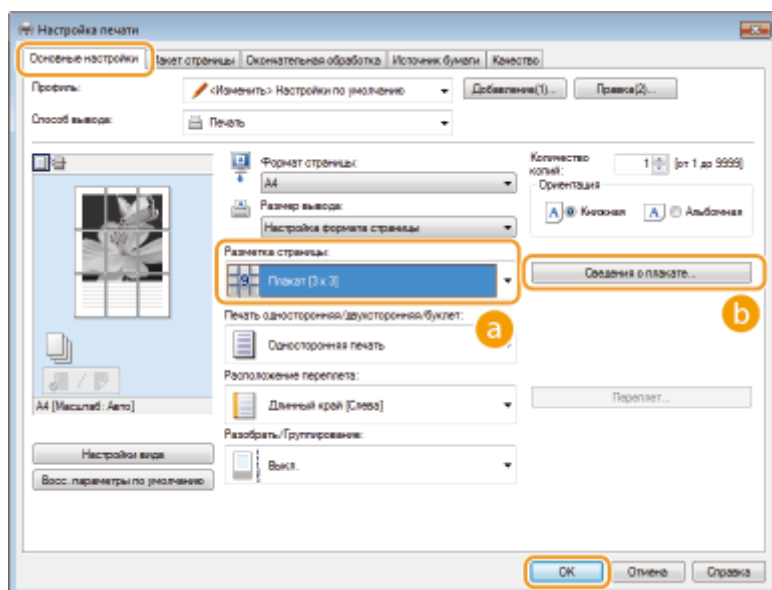 Настройка печати
Основные настройки Макет страницы Окончательная обработка Источник бумаги Качество
Профиль: <Изменить> Настройки по умолчанию Добавление(1)... Правка(2)...
Способ вывода: Печать
Формат страницы:
A4
Размер вывода:
Настройка формата страницы
Количество копий: 1 [от 1 до 9999]
Ориентация
A Книжная A Альбомная
Разметка страницы:
9 Плакат [3 x 3]
Сведения о плакате...
a
b
Печать односторонняя/двухсторонняя/буклет:
Односторонняя печать
Расположение переплета:
Длинный край [Слева]
Переплет...
A4 [Масштаб: Авто]
Разобрать/Группирование:
Выкл.
Настройки вида
Восс. параметры по умолчанию
OK Отмена Справка